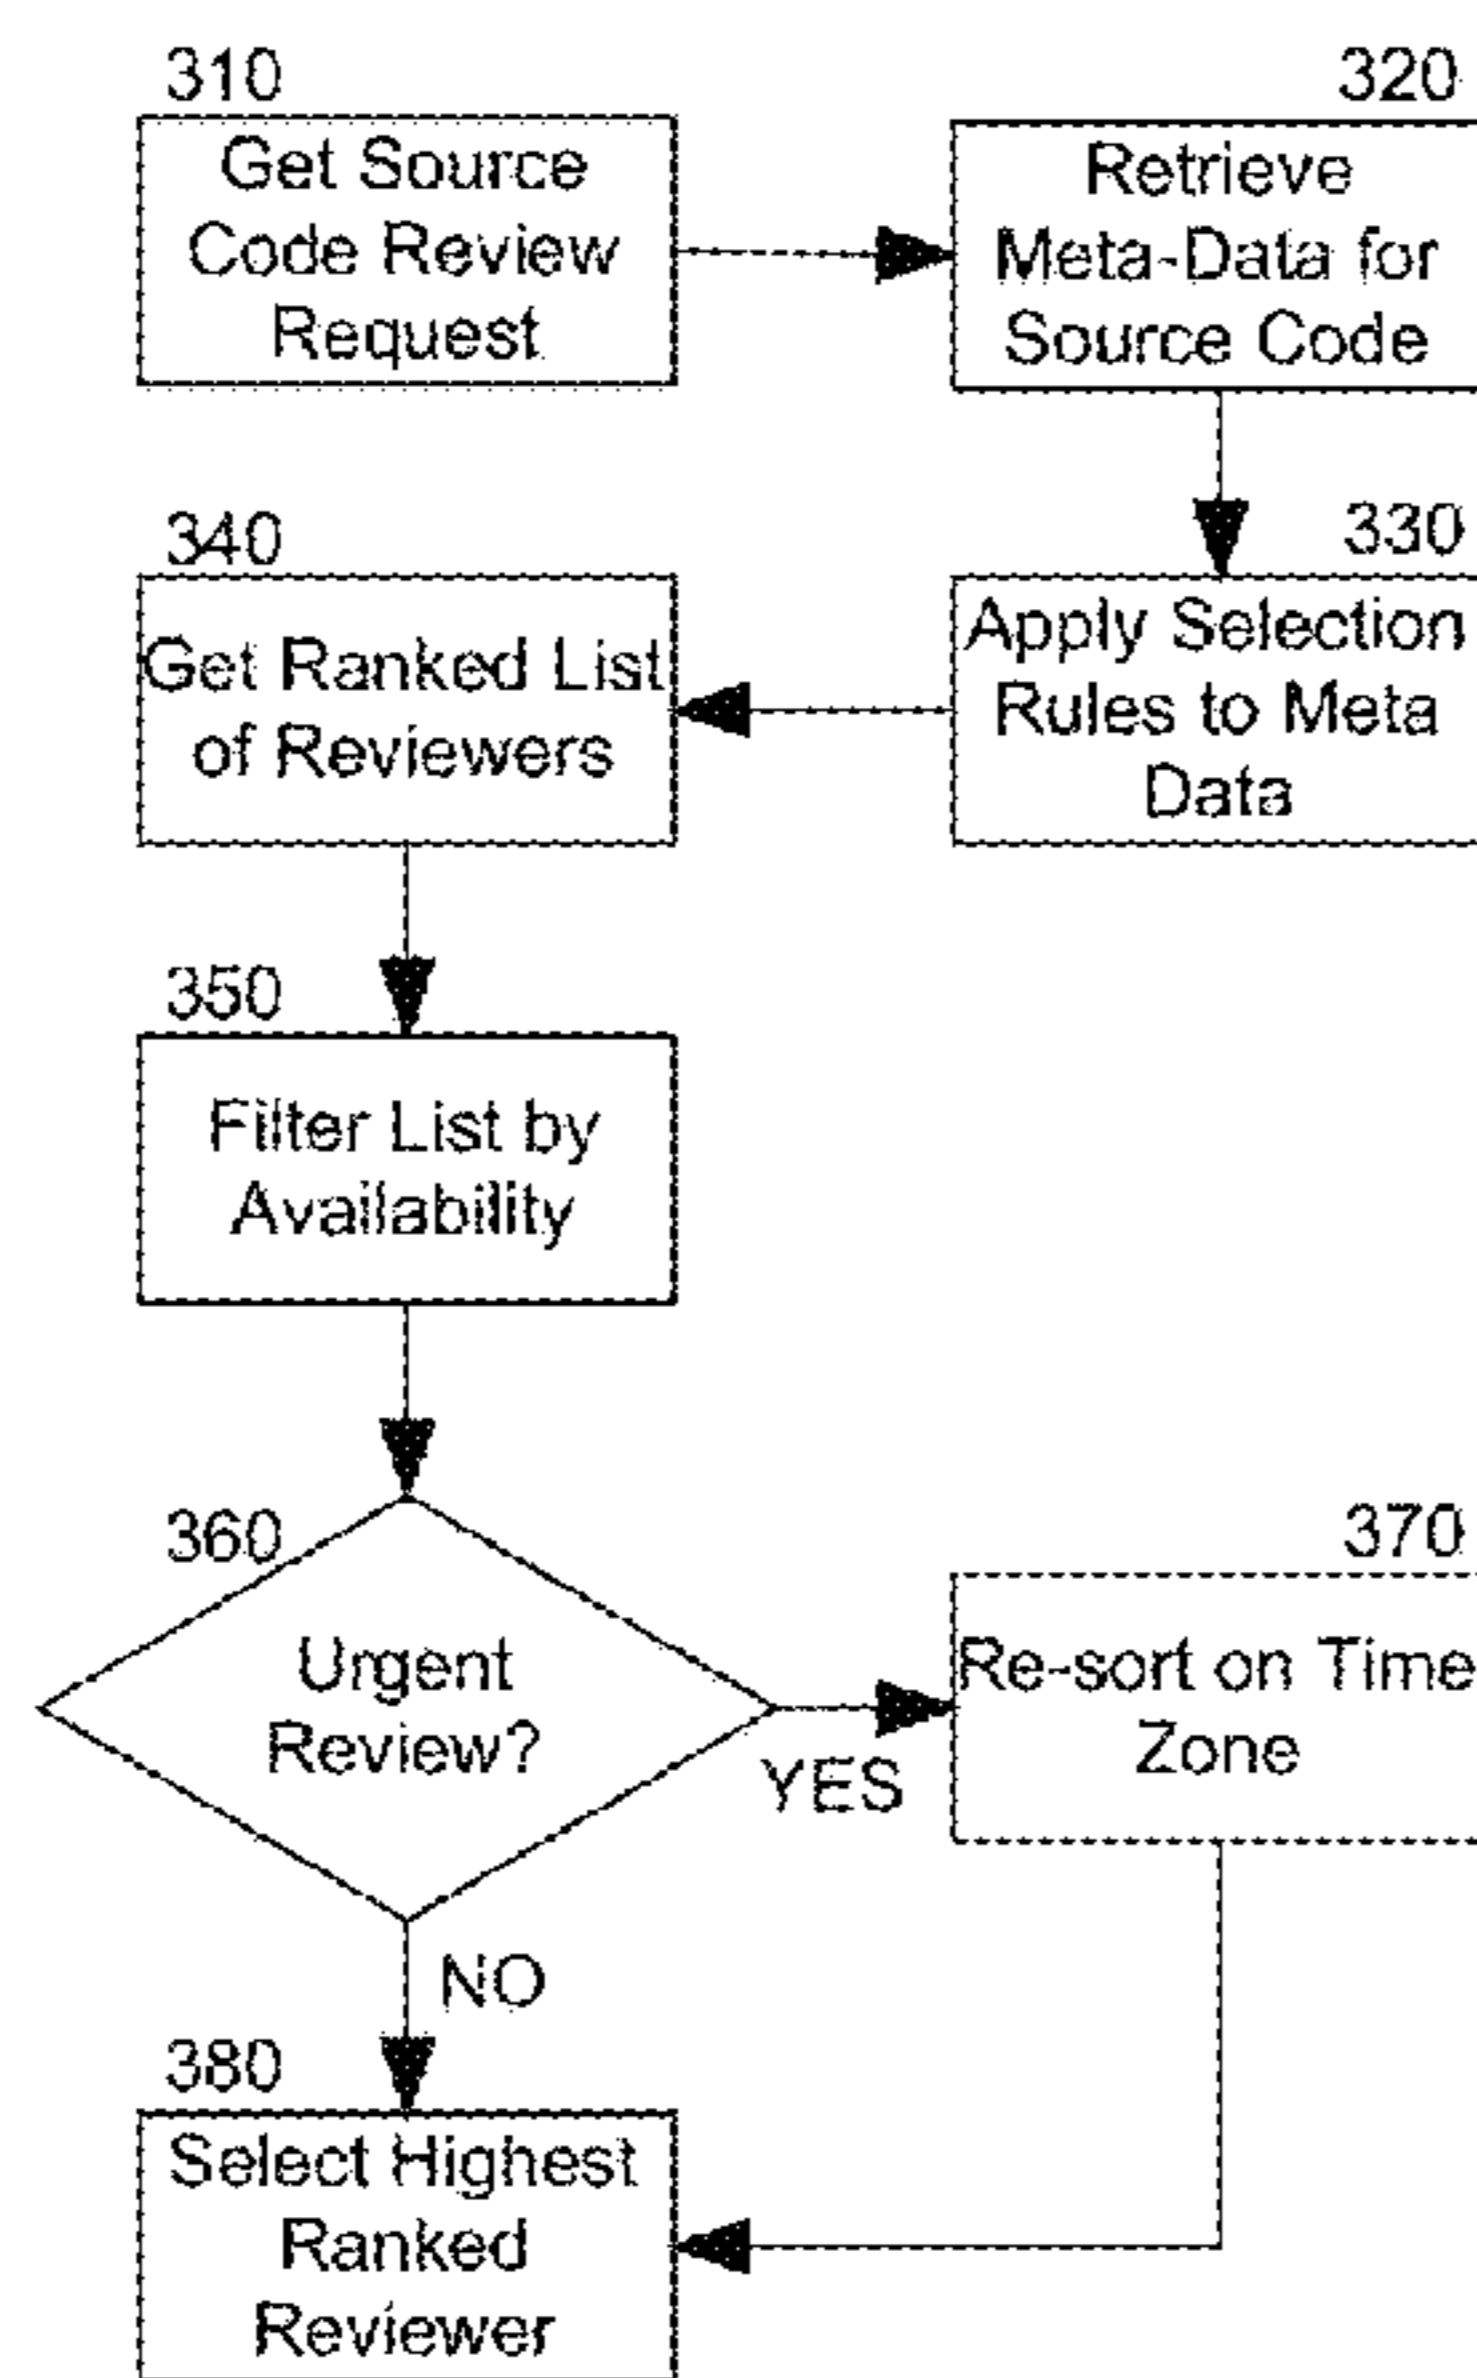 310
Get Source
Code Review
Request
320
Retrieve
Meta-Data for
Source Code
330
Apply Selection
Rules to Meta
Data
340
Get Ranked List
of Reviewers
350
Filter List by
Availability
360
Urgent
Review?
YES
370
Re-sort on Time
Zone
NO
380
Select Highest
Ranked
Reviewer